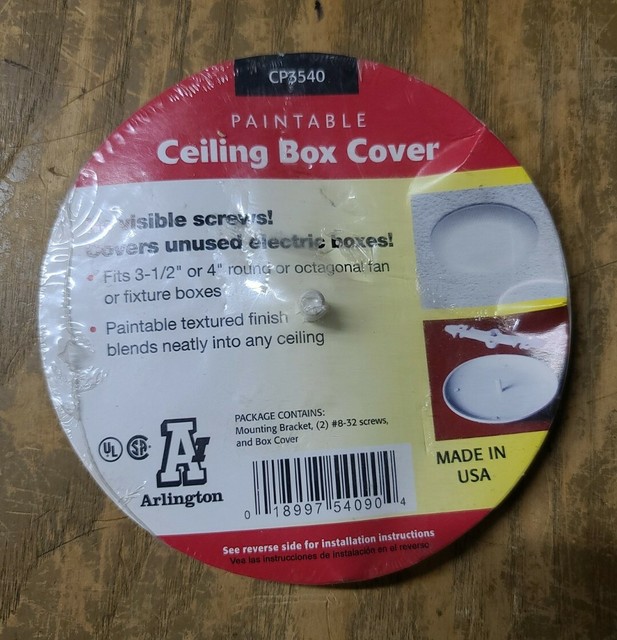 CP3540
PAINTABLE
Ceiling Box Cover
visible screws!
Covers unused electric boxes!
• Fits 3-1/2" or 4" round or octagonal fan
or fixture boxes
• Paintable textured finish
blends neatly into any ceiling
PACKAGE CONTAINS:
Mounting Bracket, (2) #8-32 screws,
and Box Cover
UL SA A
Arlington
0 18997 54090 4
MADE IN
USA
See reverse side for installation instructions
Vea las instrucciones de instalación en el reverso